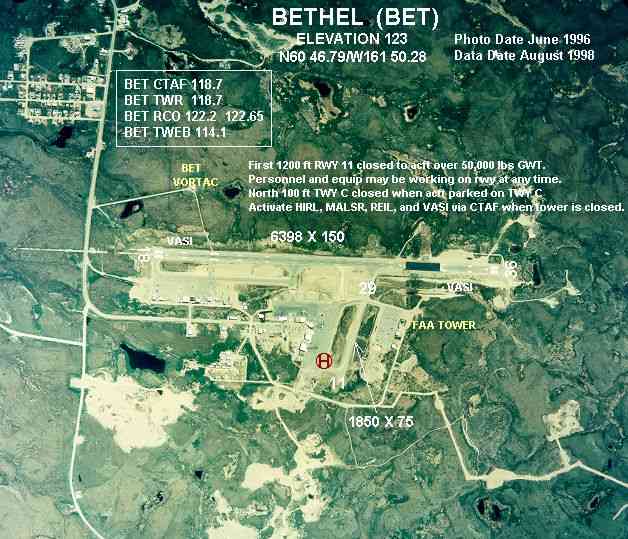 BETHEL (BET)
ELEVATION 123
N60 46.79/W161 50.28
Photo Date June 1996
Data Date August 1998
BET CTAF 118.7
BET TWR 118.7
BET RCO 122.2 122.65
BET TWEB 114.1
BET
VORTAC
First 1200 ft RWY 11 closed to acft over 50,000 lbs GWT.
Personnel and equip may be working on rwy at any time.
North 100 ft TWY C closed when acft parked on TWY C.
Activate HIRL, MALSR, REIL, and VASI via CTAF when tower is closed.
VASI
6398 X 150
18
36
29
VASI
FAA TOWER
H
11
1850 X 75